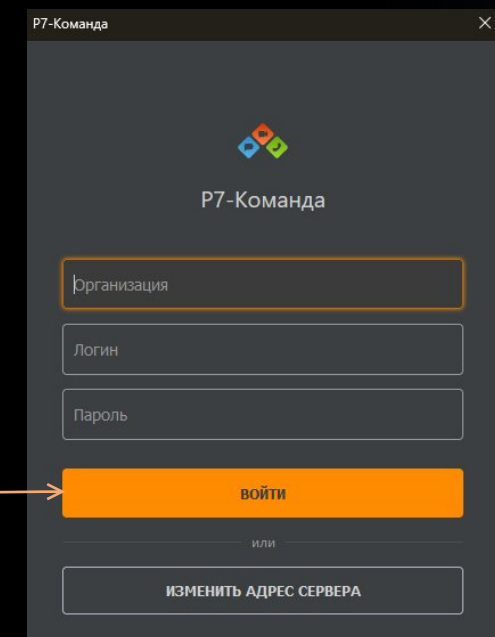 Р7-Команда
Р7-Команда
Организация
Логин
Пароль
ВОЙТИ
или
ИЗМЕНИТЬ АДРЕС СЕРВЕРА